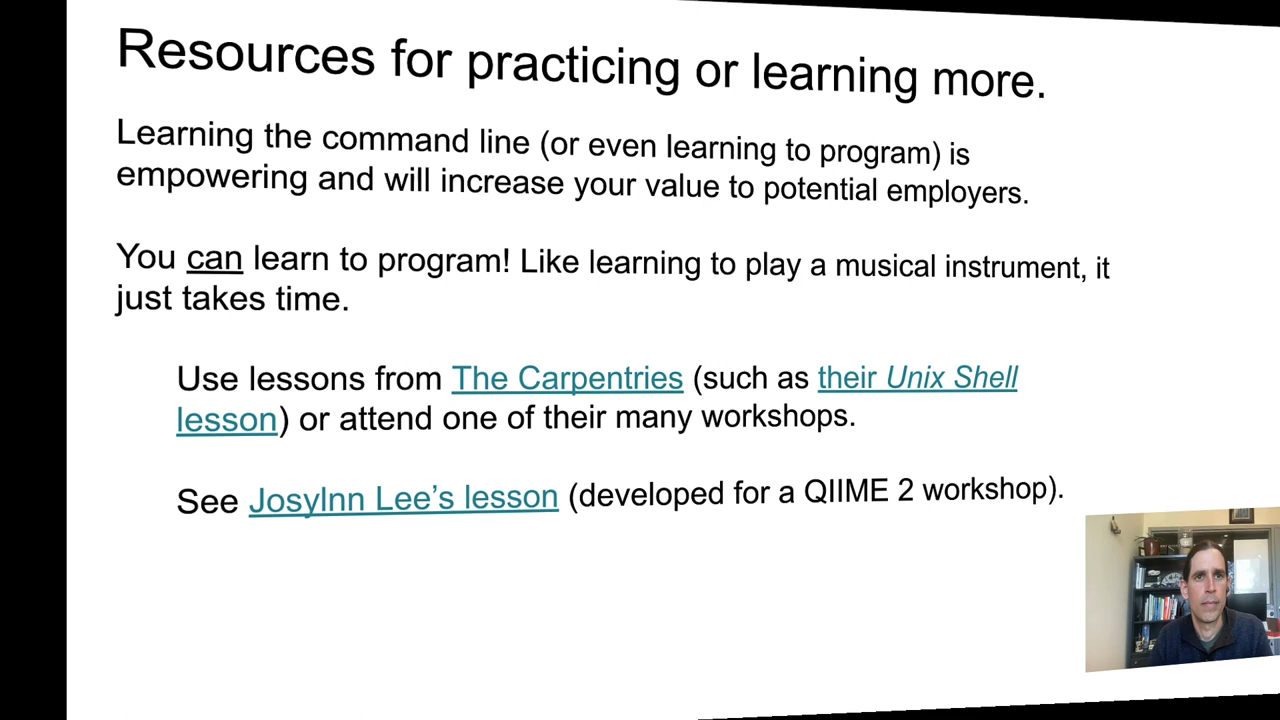 Resources for practicing or learning more.
Learning the command line (or even learning to program) is
empowering and will increase your value to potential employers.
You can learn to program! Like learning to play a musical instrument, it
just takes time.
Use lessons from The Carpentries (such as their Unix Shell
lesson) or attend one of their many workshops.
See Josylnn Lee’s lesson (developed for a QIIME 2 workshop).